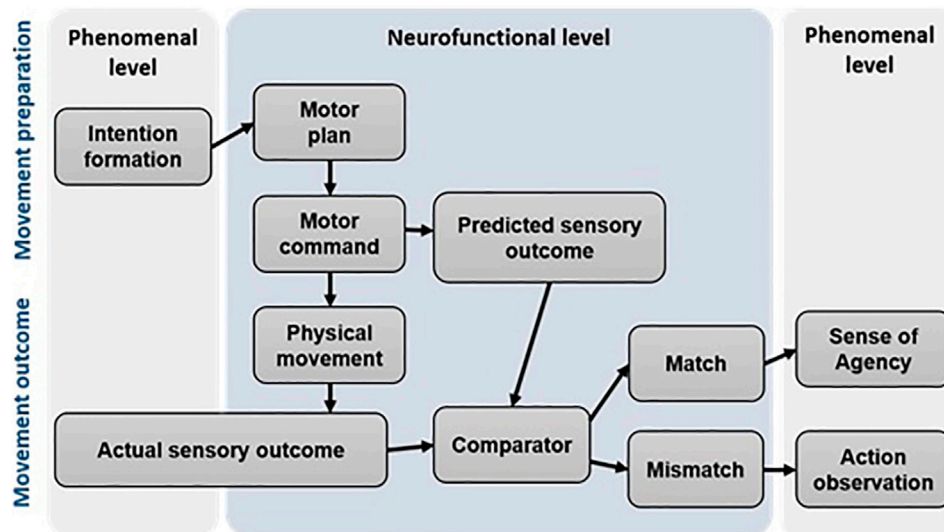 Phenomenal
level
Neurofunctional level
Phenomenal
level
Movement preparation
Intention
formation
Motor
plan
Motor
command
Predicted sensory
outcome
Movement outcome
Physical
movement
Match
Sense of
Agency
Actual sensory outcome
Comparator
Mismatch
Action
observation